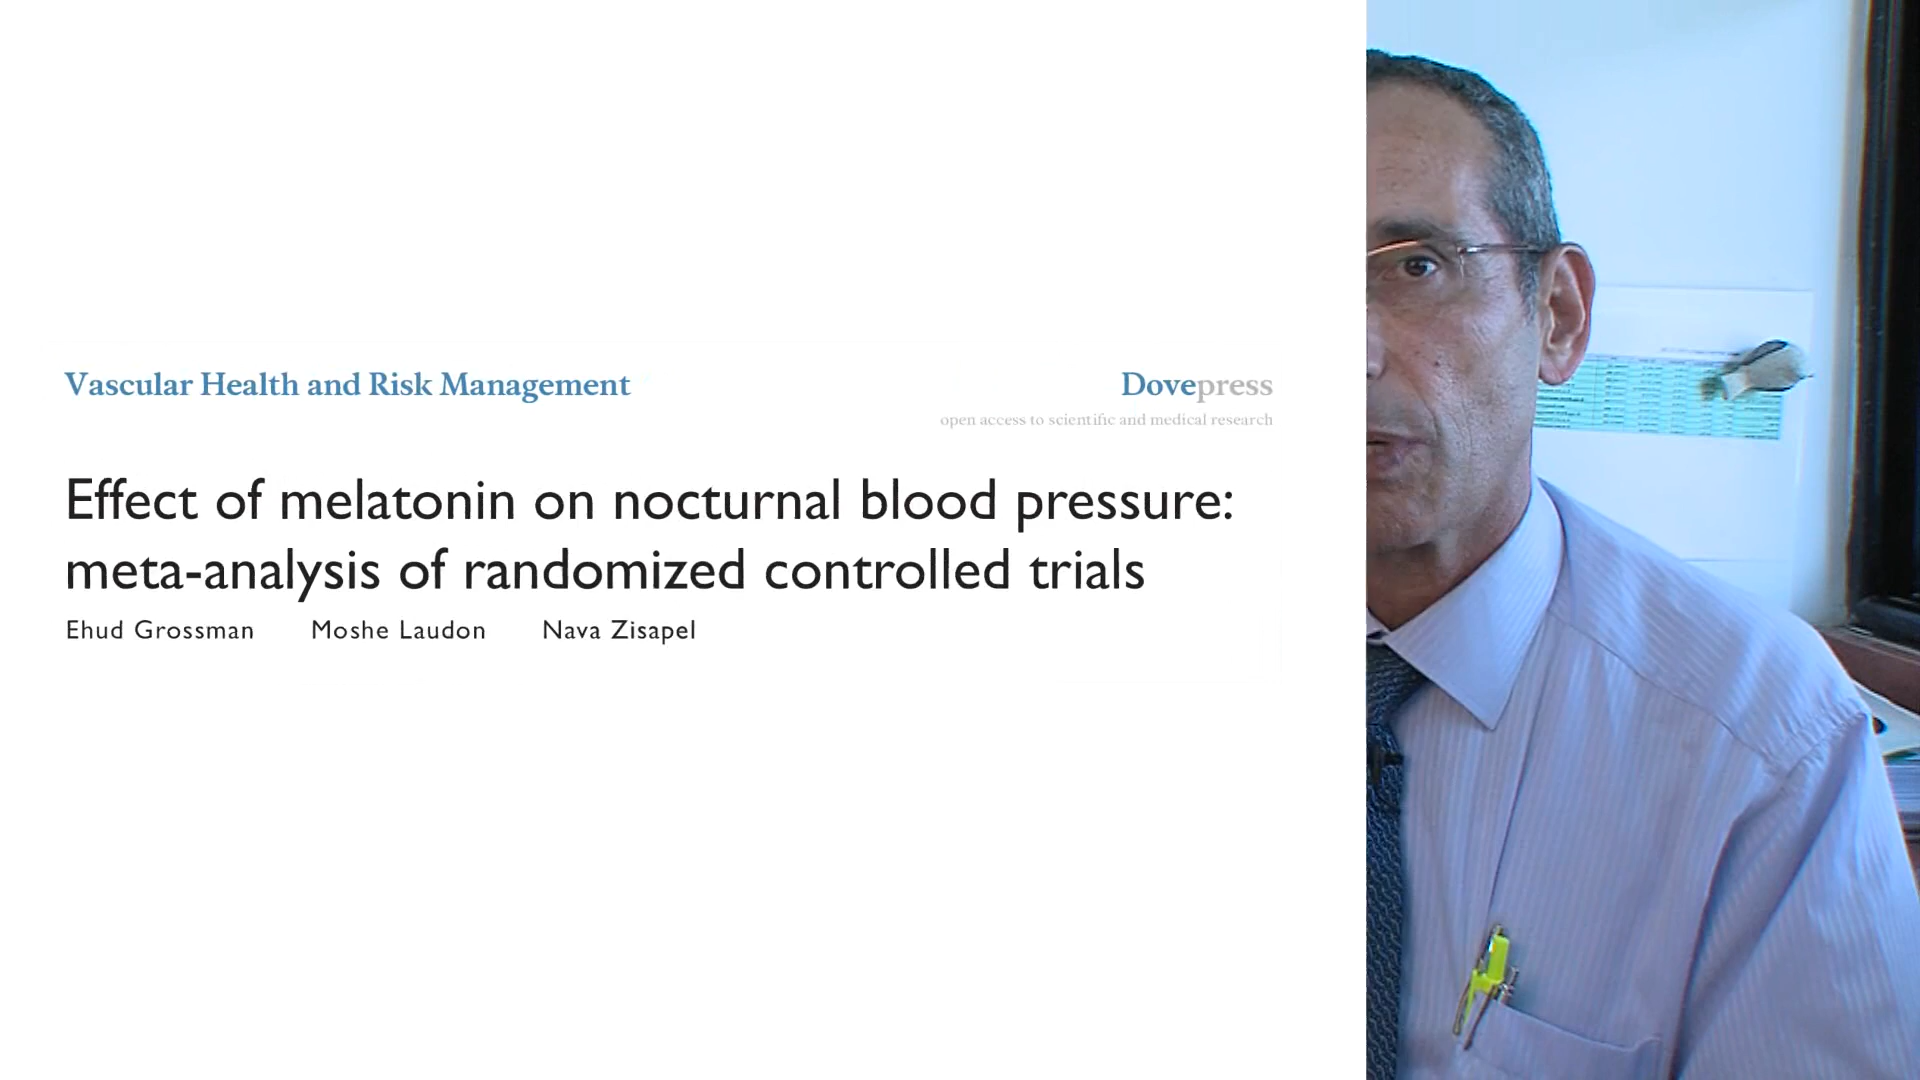 Vascular Health and Risk Management
Dovepress
open access to scientific and medical research
Effect of melatonin on nocturnal blood pressure:
meta-analysis of randomized controlled trials
Ehud Grossman Moshe Laudon Nava Zisapel